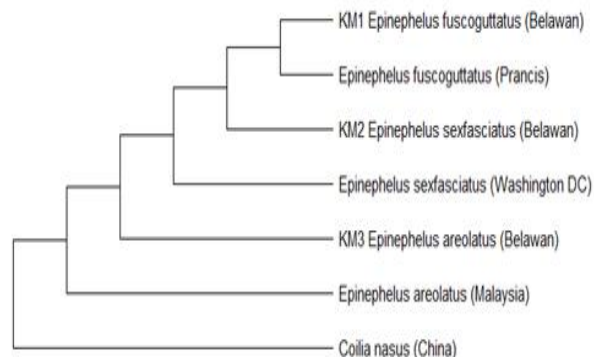 KM1 Epinephelus fuscoguttatus (Belawan)
Epinephelus fuscoguttatus (Prancis)
KM2 Epinephelus sexfasciatus (Belawan)
Epinephelus sexfasciatus (Washington DC)
KM3 Epinephelus areolatus (Belawan)
Epinephelus areolatus (Malaysia)
Coilia nasus (China)